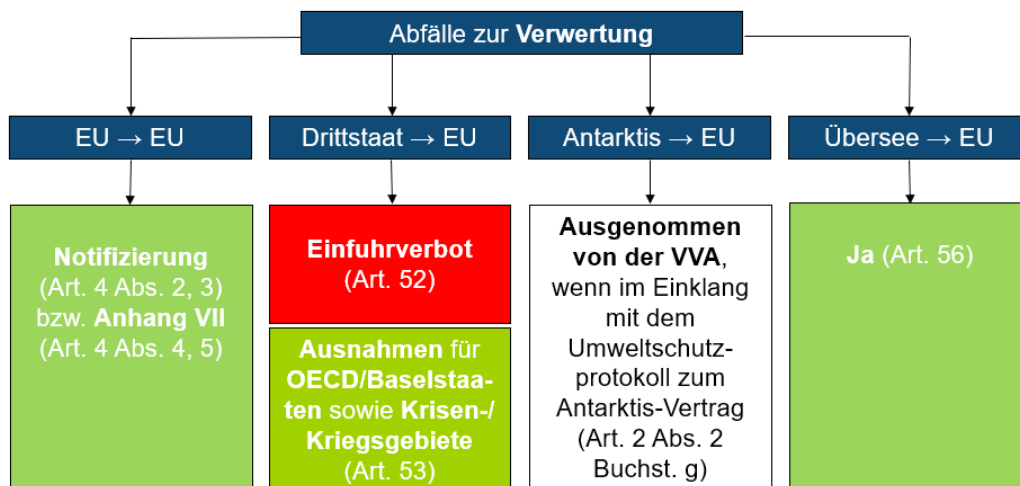 Abfälle zur Verwertung
EU → EU
Drittstaat → EU
Antarktis → EU
Übersee → EU
Notifizierung
(Art. 4 Abs. 2, 3)
bzw. Anhang VII
(Art. 4 Abs. 4, 5)
Einfuhrverbot
(Art. 52)
Ausnahmen für
OECD/Baselstaa-
ten sowie Krisen-/
Kriegsgebiete
(Art. 53)
Ausgenommen
von der VVA,
wenn im Einklang
mit dem
Umweltschutz-
protokoll zum
Antarktis-Vertrag
(Art. 2 Abs. 2
Buchst. g)
Ja (Art. 56)